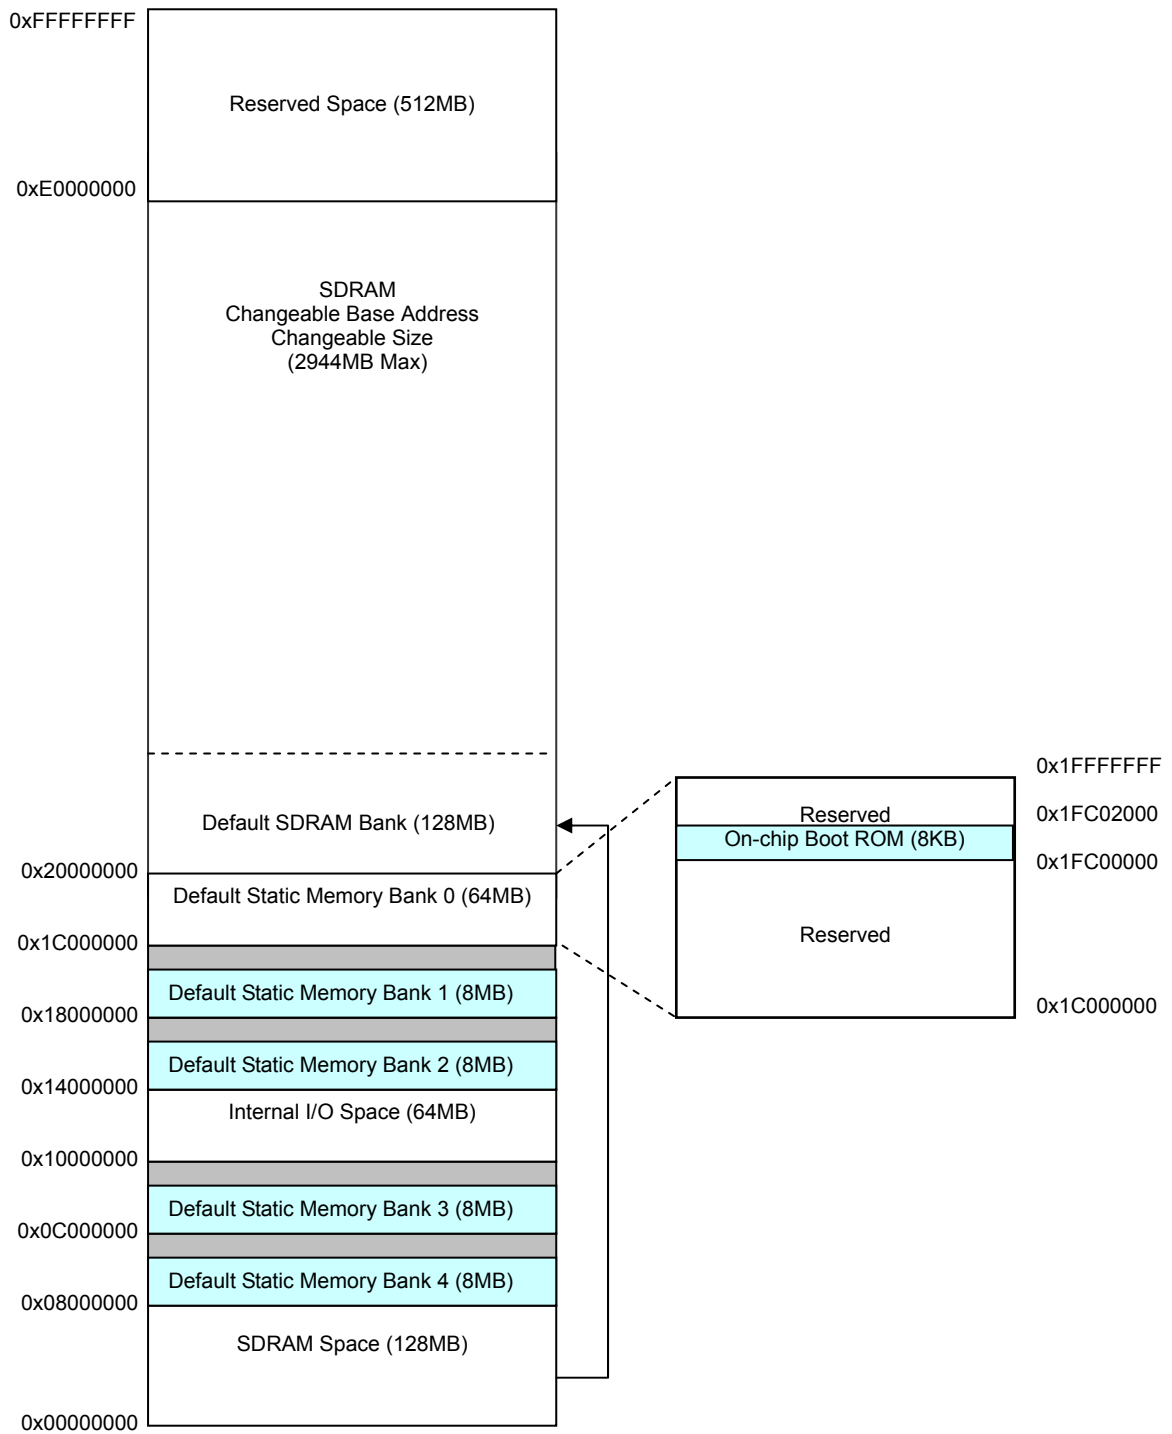 0xFFFFFFFF
Reserved Space (512MB)
0xE0000000
SDRAM
Changeable Base Address
Changeable Size
(2944MB Max)
Default SDRAM Bank (128MB)
0x20000000
Default Static Memory Bank 0 (64MB)
0x1C000000
Default Static Memory Bank 1 (8MB)
0x18000000
Default Static Memory Bank 2 (8MB)
0x14000000
Internal I/O Space (64MB)
0x10000000
Default Static Memory Bank 3 (8MB)
0x0C000000
Default Static Memory Bank 4 (8MB)
0x08000000
SDRAM Space (128MB)
0x00000000
0x1FFFFFFF
Reserved
0x1FC02000
On-chip Boot ROM (8KB)
0x1FC00000
Reserved
0x1C000000